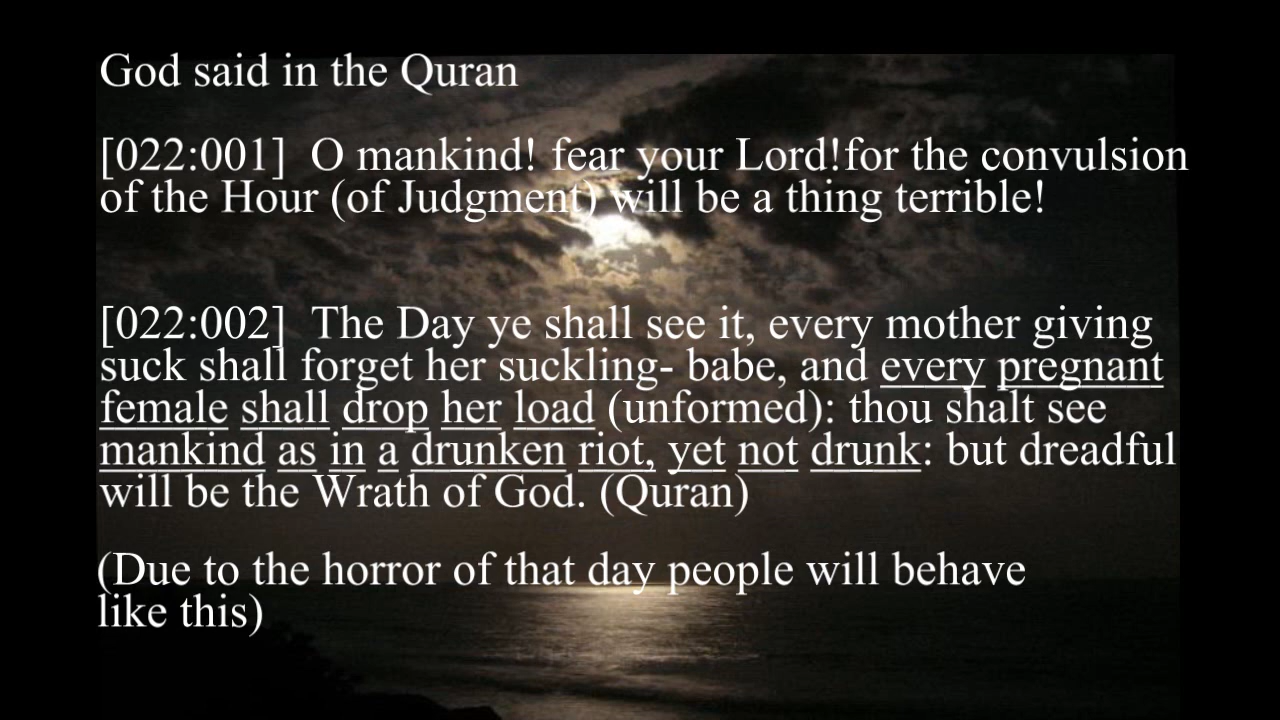 God said in the Quran
[022:001]  O mankind! fear your Lord!for the convulsion
of the Hour (of Judgment) will be a thing terrible!
[022:002]  The Day ye shall see it, every mother giving
suck shall forget her suckling- babe, and every pregnant
female shall drop her load (unformed): thou shalt see
mankind as in a drunken riot, yet not drunk: but dreadful
will be the Wrath of God. (Quran)
(Due to the horror of that day people will behave
like this)